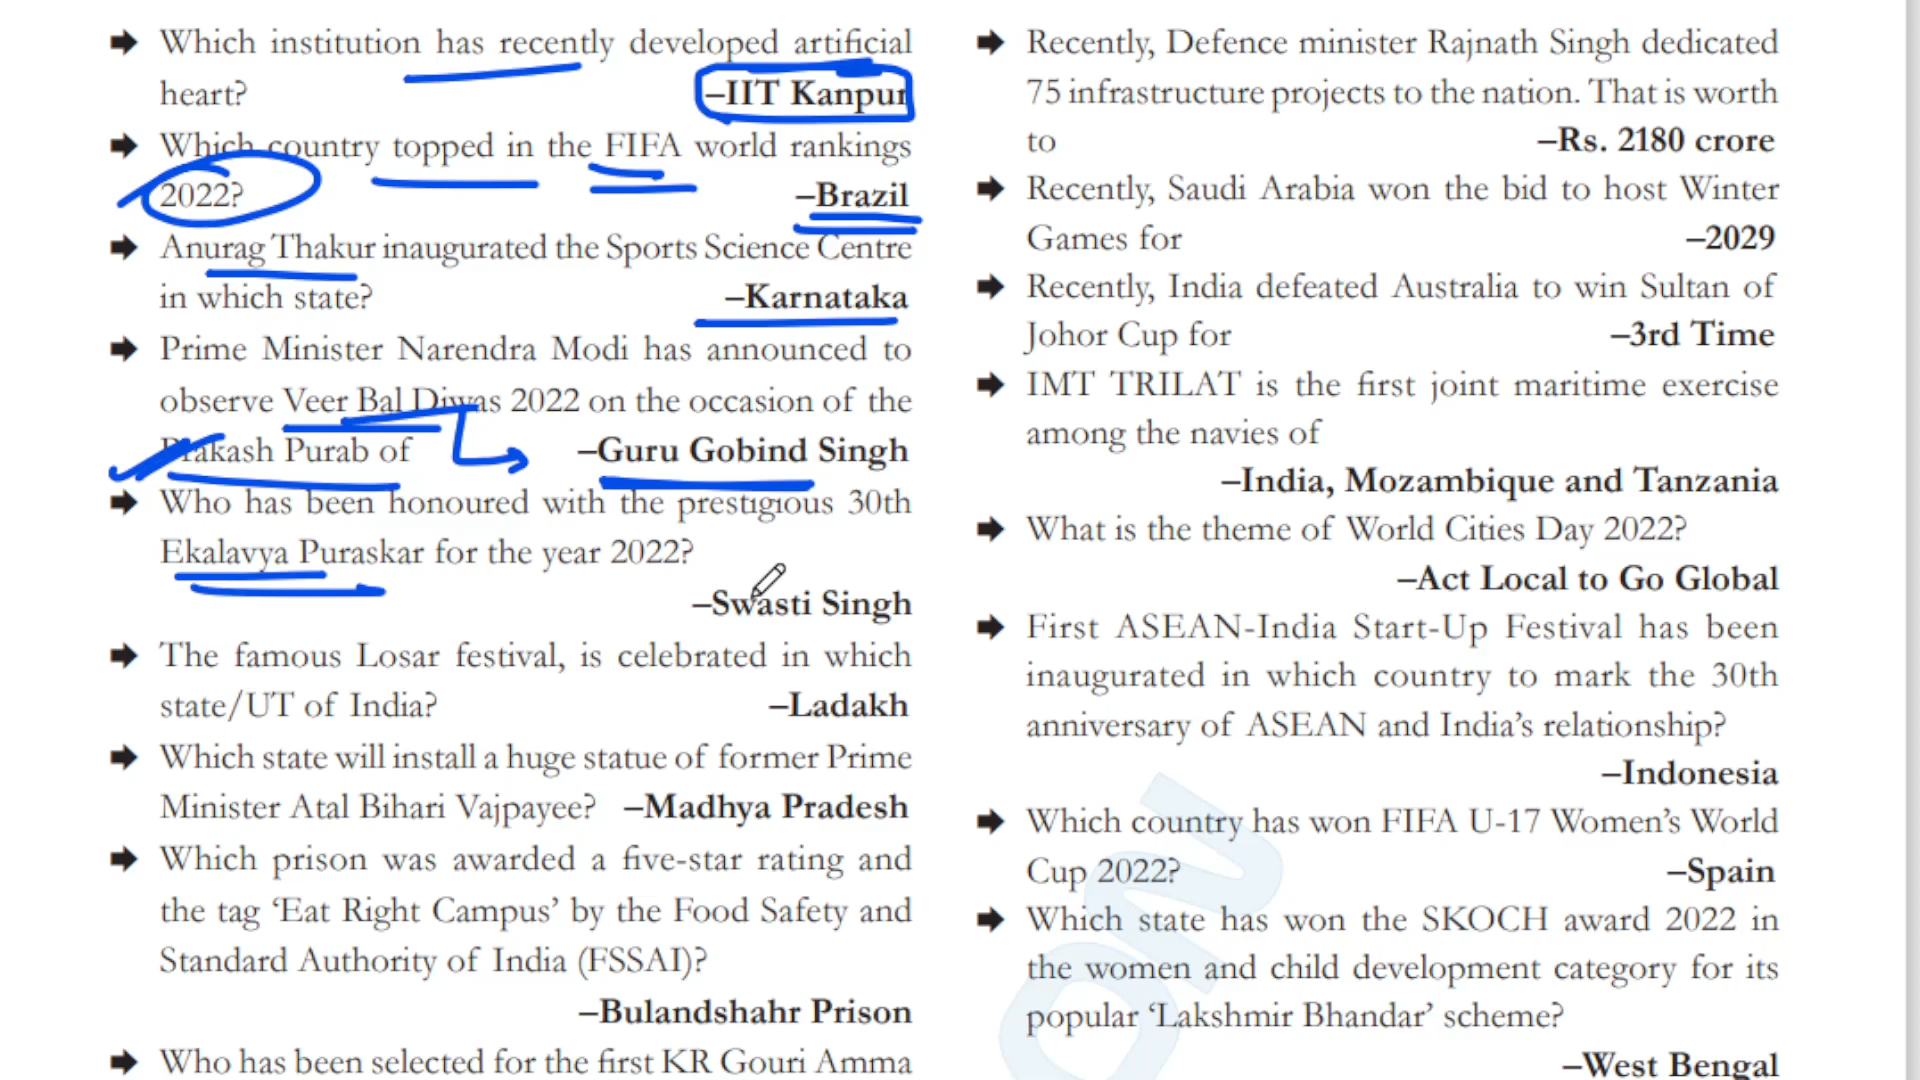 ➡ Which institution has recently developed artificial
heart? –IIT Kanpur
➡ Which country topped in the FIFA world rankings
2022? –Brazil
➡ Anurag Thakur inaugurated the Sports Science Centre
in which state? –Karnataka
➡ Prime Minister Narendra Modi has announced to
observe Veer Bal Diwas 2022 on the occasion of the
Prakash Purab of –Guru Gobind Singh
➡ Who has been honoured with the prestigious 30th
Ekalavya Puraskar for the year 2022?
–Swasti Singh
➡ The famous Losar festival, is celebrated in which
state/UT of India? –Ladakh
➡ Which state will install a huge statue of former Prime
Minister Atal Bihari Vajpayee? –Madhya Pradesh
➡ Which prison was awarded a five-star rating and
the tag ‘Eat Right Campus’ by the Food Safety and
Standard Authority of India (FSSAI)?
–Bulandshahr Prison
➡ Who has been selected for the first KR Gouri Amma
➡ Recently, Defence minister Rajnath Singh dedicated
75 infrastructure projects to the nation. That is worth
to –Rs. 2180 crore
➡ Recently, Saudi Arabia won the bid to host Winter
Games for –2029
➡ Recently, India defeated Australia to win Sultan of
Johor Cup for –3rd Time
➡ IMT TRILAT is the first joint maritime exercise
among the navies of
–India, Mozambique and Tanzania
➡ What is the theme of World Cities Day 2022?
–Act Local to Go Global
➡ First ASEAN-India Start-Up Festival has been
inaugurated in which country to mark the 30th
anniversary of ASEAN and India’s relationship?
–Indonesia
➡ Which country has won FIFA U-17 Women’s World
Cup 2022? –Spain
➡ Which state has won the SKOCH award 2022 in
the women and child development category for its
popular ‘Lakshmir Bhandar’ scheme?
–West Bengal